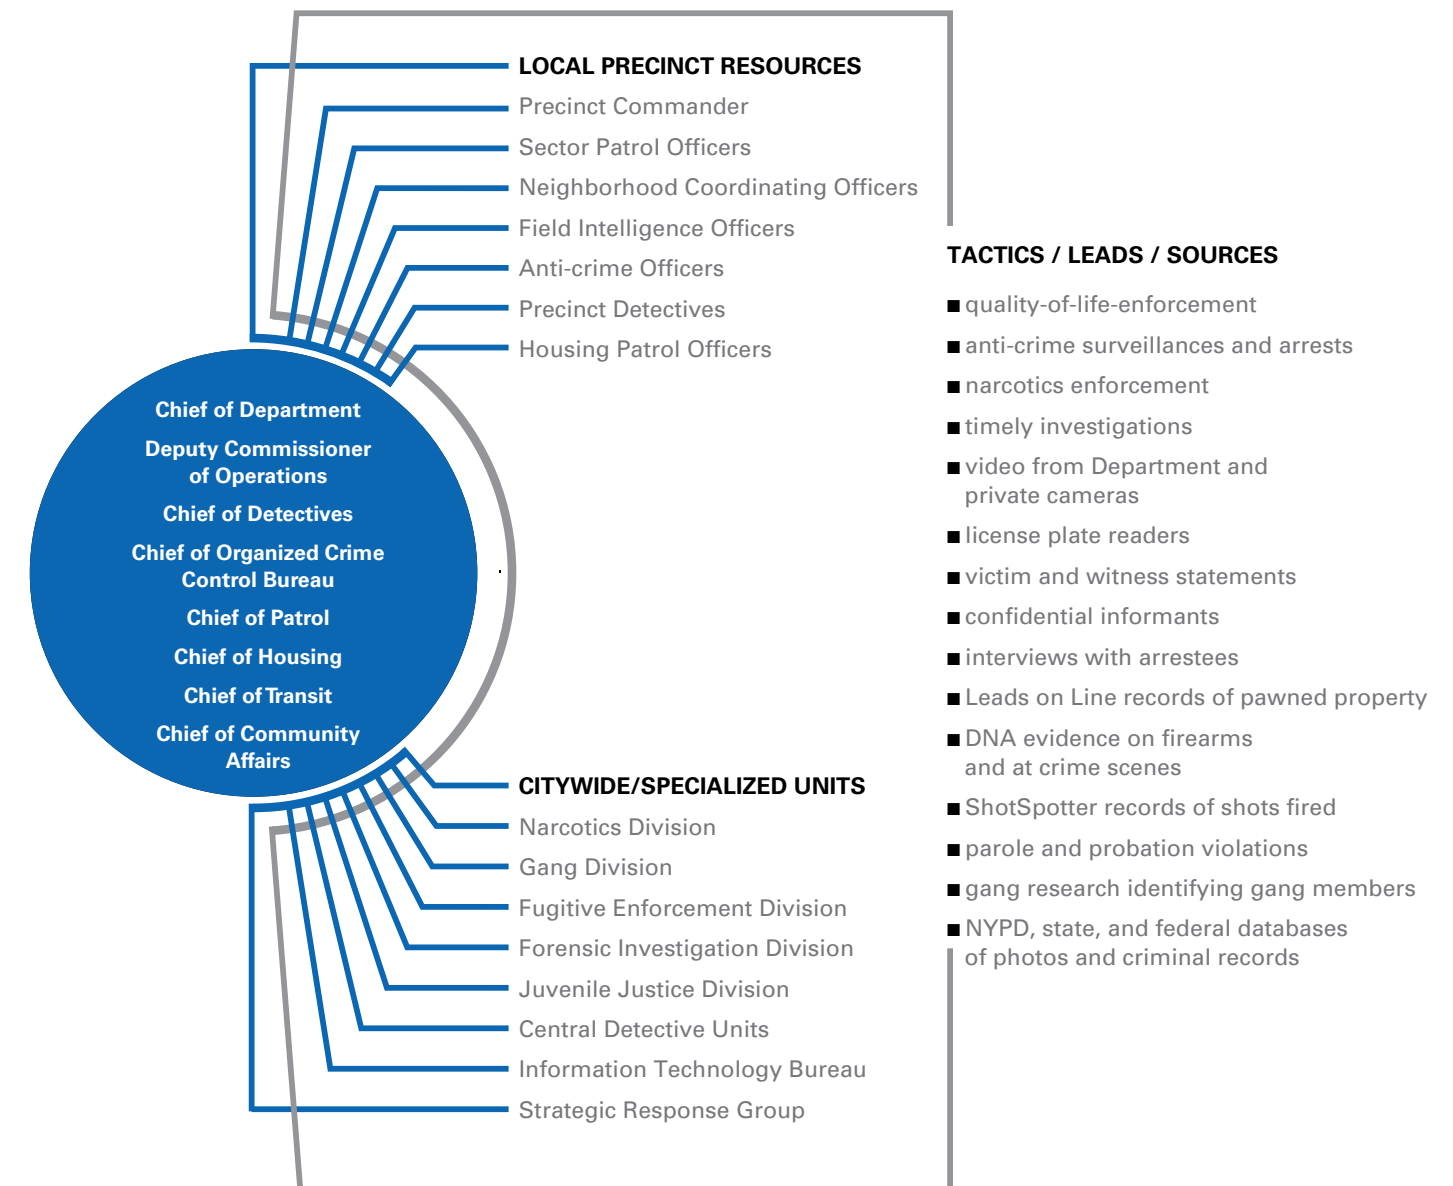 LOCAL PRECINCT RESOURCES
Precinct Commander
Sector Patrol Officers
Neighborhood Coordinating Officers
Field Intelligence Officers
Anti-crime Officers
Precinct Detectives
Housing Patrol Officers
Chief of Department
Deputy Commissioner
of Operations
Chief of Detectives
Chief of Organized Crime
Control Bureau
Chief of Patrol
Chief of Housing
Chief of Transit
Chief of Community
Affairs
CITYWIDE/SPECIALIZED UNITS
Narcotics Division
Gang Division
Fugitive Enforcement Division
Forensic Investigation Division
Juvenile Justice Division
Central Detective Units
Information Technology Bureau
Strategic Response Group
TACTICS / LEADS / SOURCES
■ quality-of-life-enforcement
■ anti-crime surveillances and arrests
■ narcotics enforcement
■ timely investigations
■ video from Department and
private cameras
■ license plate readers
■ victim and witness statements
■ confidential informants
■ interviews with arrestees
■ Leads on Line records of pawned property
■ DNA evidence on firearms
and at crime scenes
■ ShotSpotter records of shots fired
■ parole and probation violations
■ gang research identifying gang members
■ NYPD, state, and federal databases
of photos and criminal records